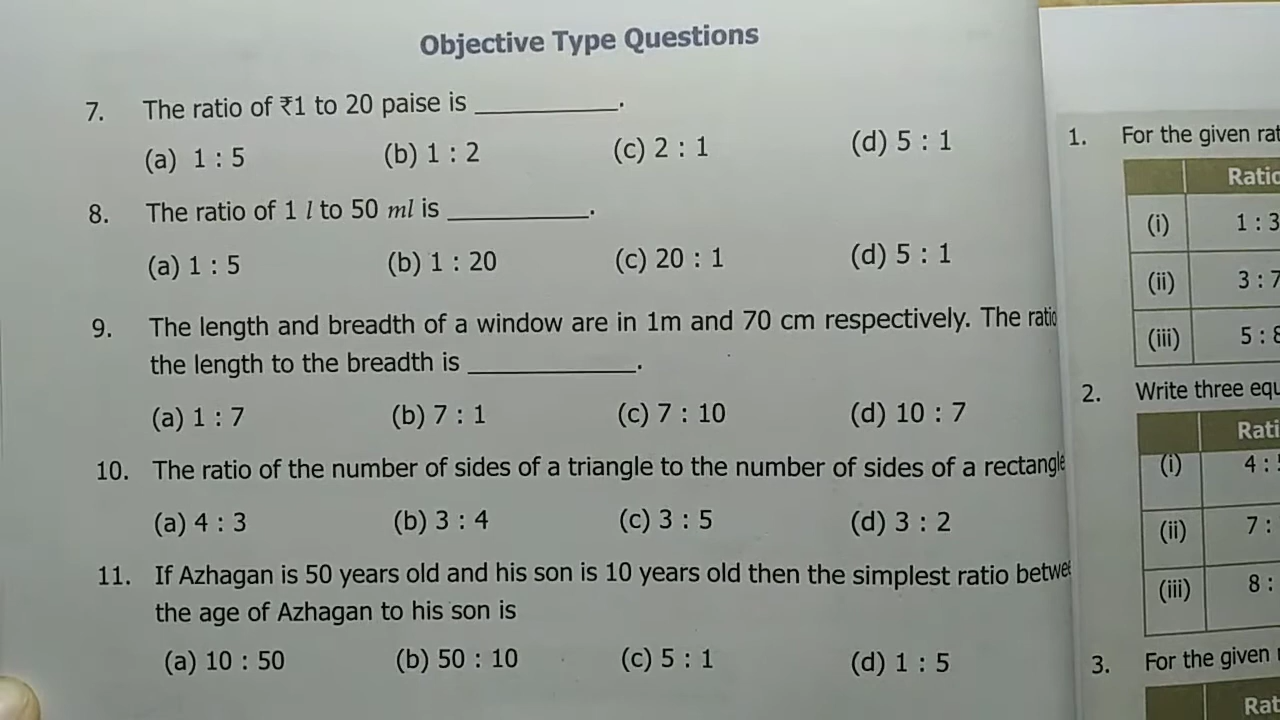 Objective Type Questions
7. The ratio of ₹1 to 20 paise is __________.
(a) 1 : 5 (b) 1 : 2 (c) 2 : 1 (d) 5 : 1
8. The ratio of 1 l to 50 ml is __________.
(a) 1 : 5 (b) 1 : 20 (c) 20 : 1 (d) 5 : 1
9. The length and breadth of a window are in 1m and 70 cm respectively. The ratio
the length to the breadth is __________.
(a) 1 : 7 (b) 7 : 1 (c) 7 : 10 (d) 10 : 7
10. The ratio of the number of sides of a triangle to the number of sides of a rectangle
(a) 4 : 3 (b) 3 : 4 (c) 3 : 5 (d) 3 : 2
11. If Azhagan is 50 years old and his son is 10 years old then the simplest ratio betwe
the age of Azhagan to his son is
(a) 10 : 50 (b) 50 : 10 (c) 5 : 1 (d) 1 : 5
1. For the given rat
Ratio
(i) 1 : 3
(ii) 3 : 7
(iii) 5 : 8
2. Write three equ
Rati
(i) 4 :
(ii) 7 :
(iii) 8 :
3. For the given
Rat